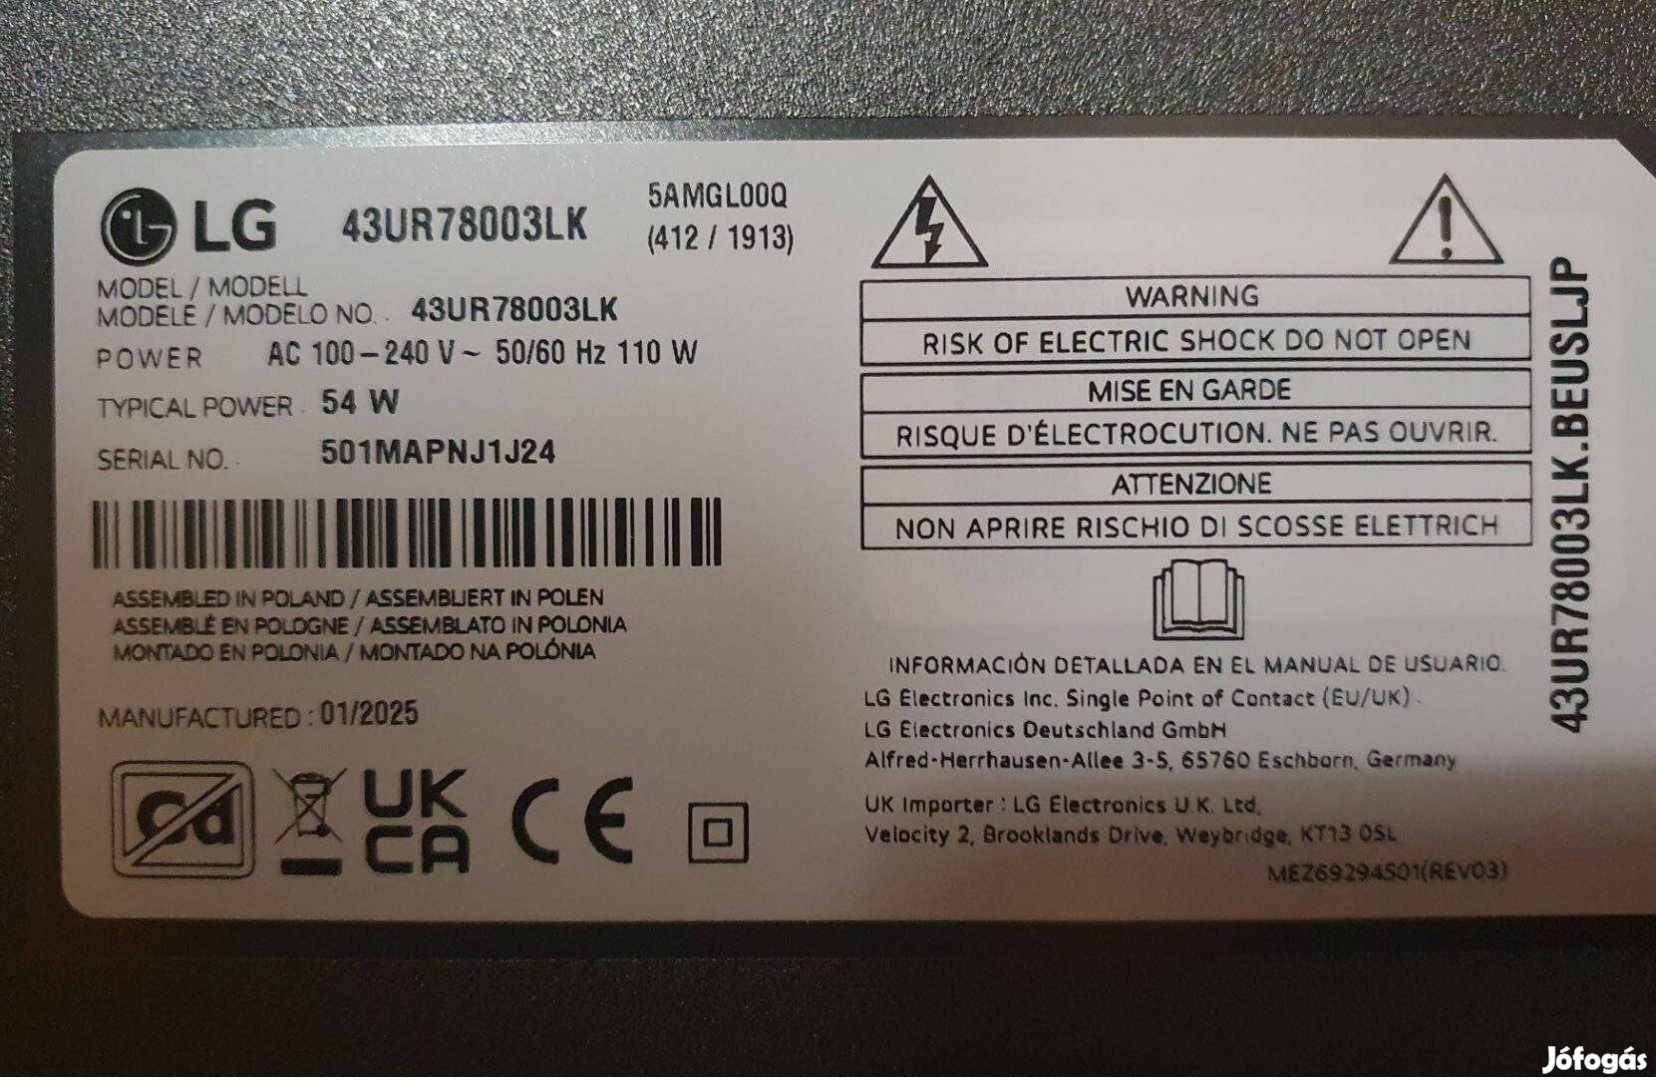 LG 43UR78003LK 5AMGL00Q
(412 / 1913)
MODEL / MODELL
MODÈLE / MODELO NO. : 43UR78003LK
POWER AC 100-240 V~ 50/60 Hz 110 W
TYPICAL POWER : 54 W
SERIAL NO. : 501MAPNJ1J24
ASSEMBLED IN POLAND / ASSEMBLIERT IN POLEN
ASSEMBLÉ EN POLOGNE / ASSEMBLATO IN POLONIA
MONTADO EN POLONIA / MONTADO NA POLÓNIA
MANUFACTURED : 01/2025
Cd
UK
CA
CE
WARNING
RISK OF ELECTRIC SHOCK DO NOT OPEN
MISE EN GARDE
RISQUE D'ÉLECTROCUTION. NE PAS OUVRIR.
ATTENZIONE
NON APRIRE RISCHIO DI SCOSSE ELETTRICH
INFORMACIÓN DETALLADA EN EL MANUAL DE USUARIO.
LG Electronics Inc. Single Point of Contact (EU/UK) :
LG Electronics Deutschland GmbH
Alfred-Herrhausen-Allee 3-5, 65760 Eschborn, Germany
UK Importer : LG Electronics U.K. Ltd,
Velocity 2, Brooklands Drive, Weybridge, KT13 0SL
MEZ69294501(REV03)
43UR78003LK.BEUSLJP
Jófogás